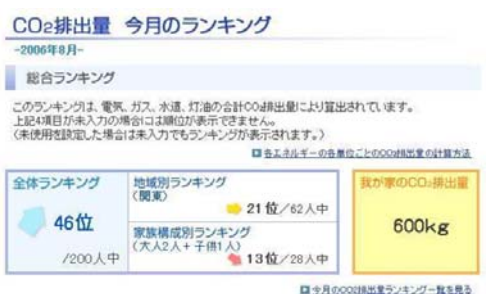 CO2排出量 今月のランキング
-2006年8月-
総合ランキング
このランキングは、電気、ガス、水道、灯油の合計CO2排出量により算出されています。
上記4項目が未入力の場合には順位が表示できません。
(未使用を設定した場合は未入力でもランキングが表示されます。)
各エネルギーの各単位ごとのCO2排出量の計算方法
全体ランキング
46位
/200人中
地域別ランキング
(関東)
21位/62人中
家族構成別ランキング
(大人2人+子供1人)
13位/28人中
我が家のCO2排出量
600kg
今月のCO2排出量ランキング一覧を見る